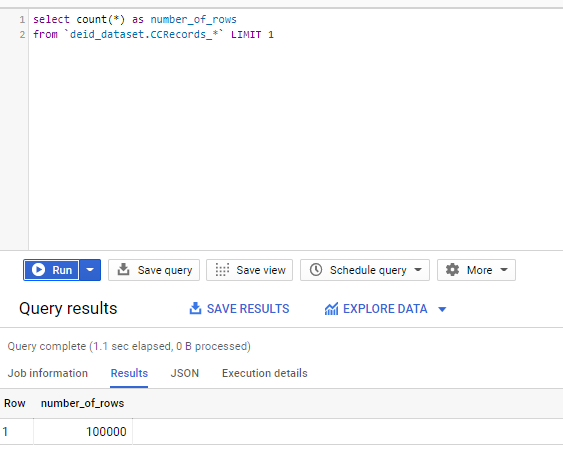 1 select count(*) as number_of_rows
2 from `deid_dataset.CCRecords_*` LIMIT 1
Run Save query Save view Schedule query More
Query results SAVE RESULTS EXPLORE DATA
Query complete (1.1 sec elapsed, 0 B processed)
Job information Results JSON Execution details
Row number_of_rows
1 100000